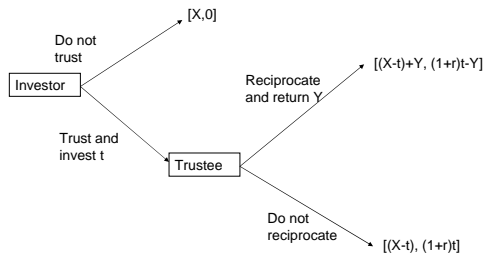 [X,0]
Do not
trust
Investor
Trust and
invest t
Trustee
Reciprocate
and return Y
[(X-t)+Y, (1+r)t-Y]
Do not
reciprocate
[(X-t), (1+r)t]